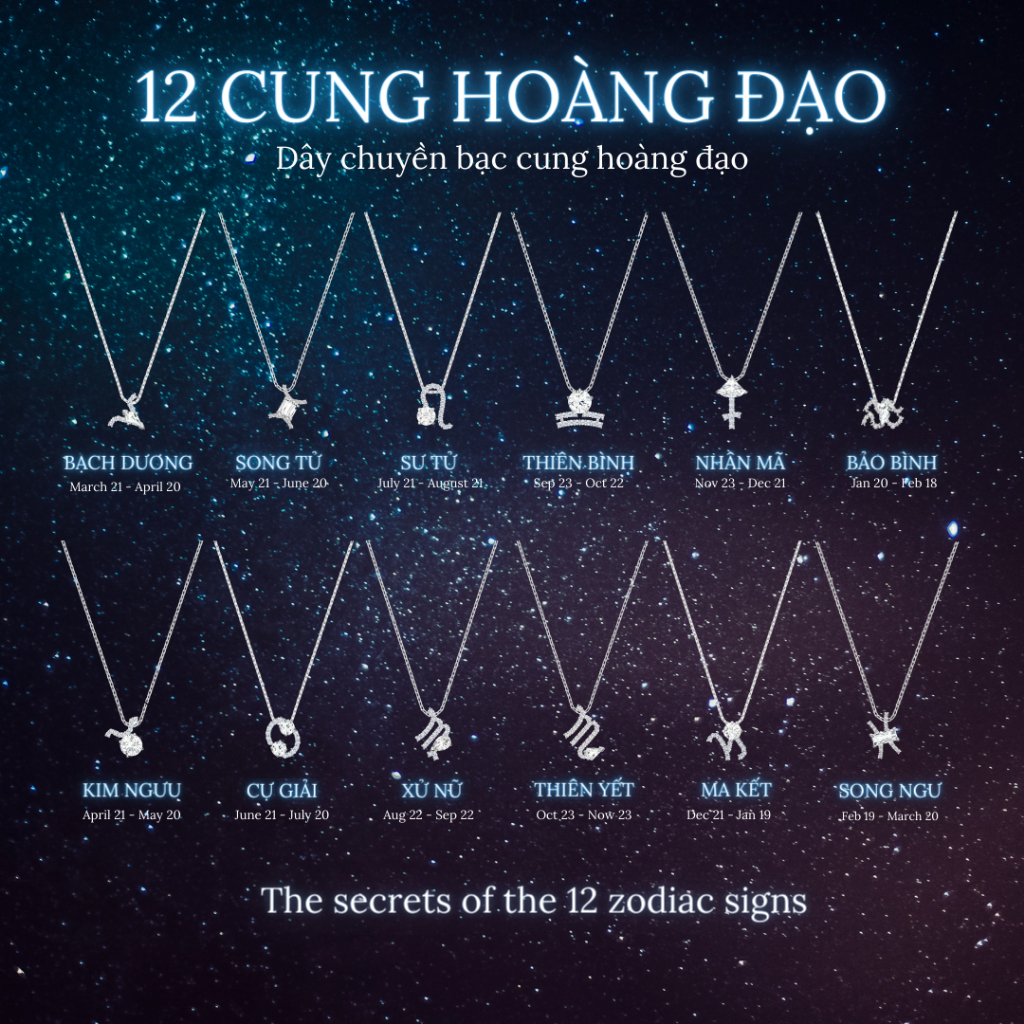 12 CUNG HOÀNG ĐẠO
Dây chuyền bạc cung hoàng đạo
BẠCH DƯƠNG
March 21 - April 20
SONG TỬ
May 21 - June 20
SƯ TỬ
July 21 - August 21
THIÊN BÌNH
Sep 23 - Oct 22
NHÂN MÃ
Nov 23 - Dec 21
BẢO BÌNH
Jan 20 - Feb 18
KIM NGƯU
April 21 - May 20
CỰ GIẢI
June 21 - July 20
XỬ NỮ
Aug 22 - Sep 22
THIÊN YẾT
Oct 23 - Now 23
MA KẾT
Dec 21 - Jan 19
SONG NGƯ
Feb 19 - March 20
The secrets of the 12 zodiac signs